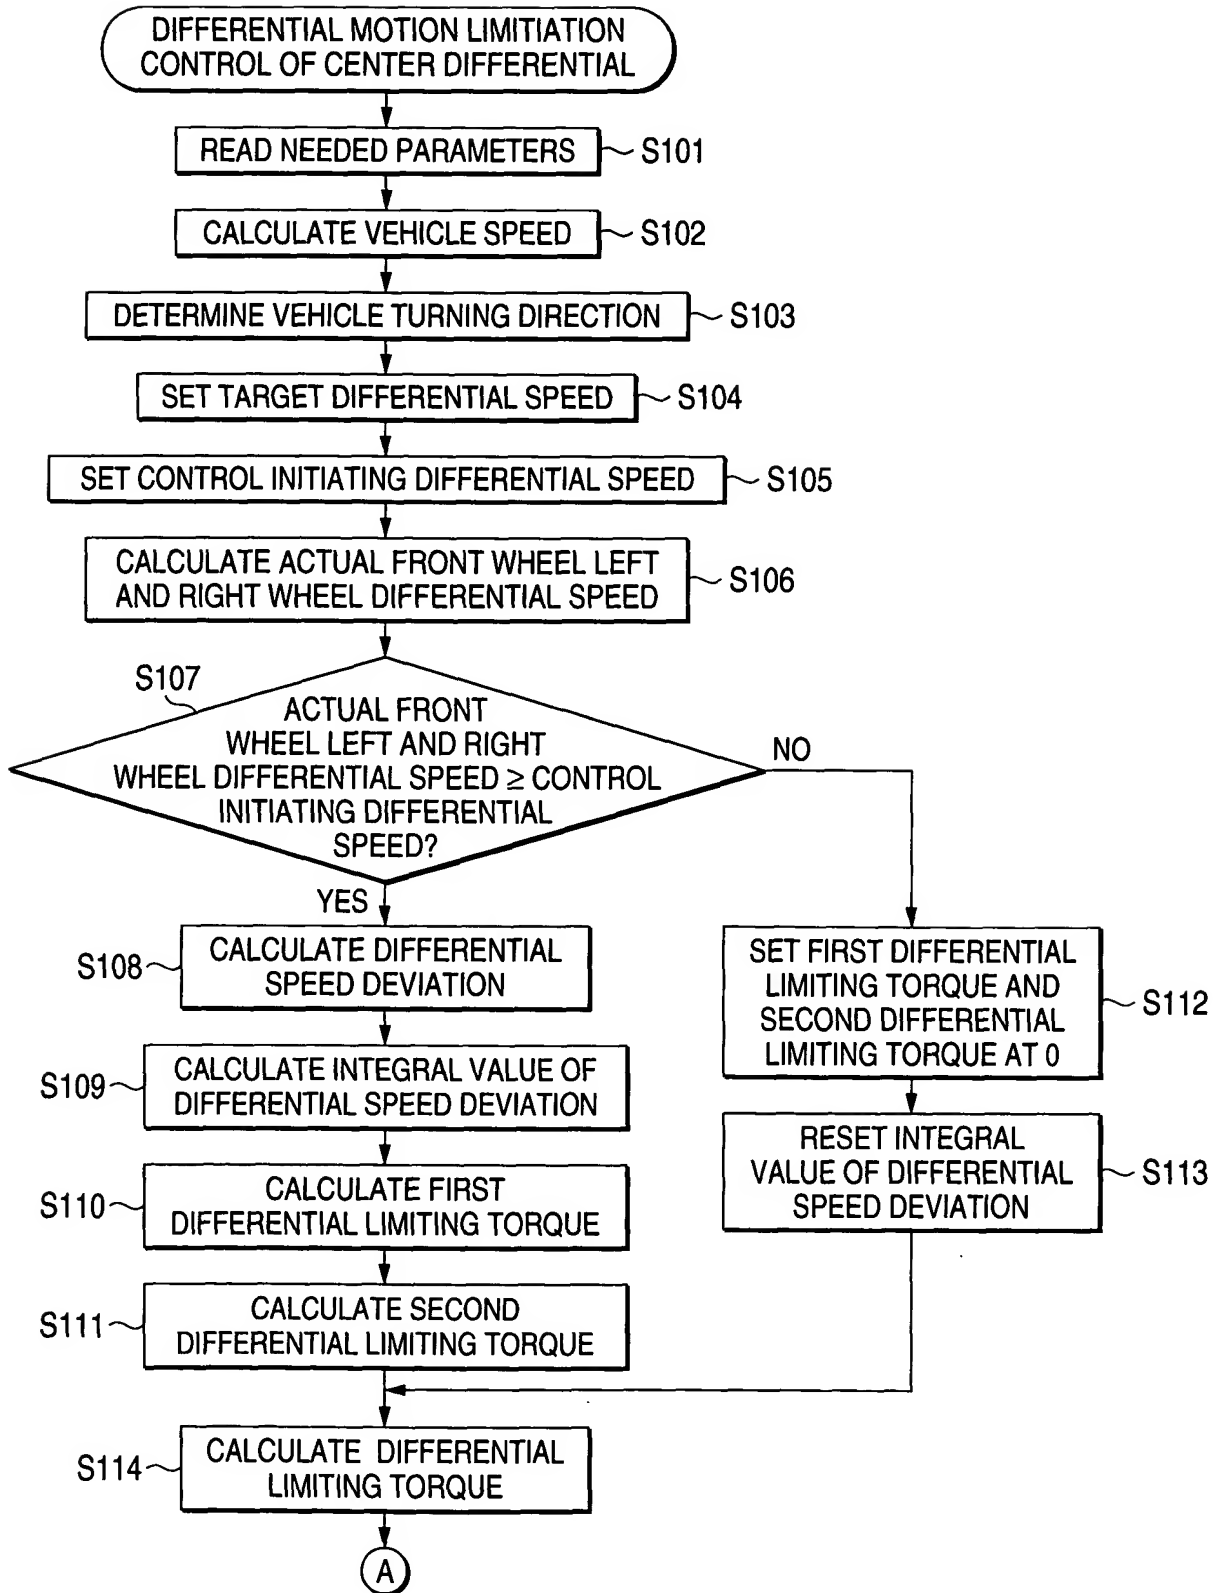 DIFFERENTIAL MOTION LIMITIATION
CONTROL OF CENTER DIFFERENTIAL
READ NEEDED PARAMETERS
S101
CALCULATE VEHICLE SPEED
S102
DETERMINE VEHICLE TURNING DIRECTION
S103
SET TARGET DIFFERENTIAL SPEED
S104
SET CONTROL INITIATING DIFFERENTIAL SPEED
S105
CALCULATE ACTUAL FRONT WHEEL LEFT
AND RIGHT WHEEL DIFFERENTIAL SPEED
S106
S107
ACTUAL FRONT
WHEEL LEFT AND RIGHT
WHEEL DIFFERENTIAL SPEED ≥ CONTROL
INITIATING DIFFERENTIAL
SPEED?
NO
YES
S108
CALCULATE DIFFERENTIAL
SPEED DEVIATION
S109
CALCULATE INTEGRAL VALUE OF
DIFFERENTIAL SPEED DEVIATION
S110
CALCULATE FIRST
DIFFERENTIAL LIMITING TORQUE
S111
CALCULATE SECOND
DIFFERENTIAL LIMITING TORQUE
SET FIRST DIFFERENTIAL
LIMITING TORQUE AND
SECOND DIFFERENTIAL
LIMITING TORQUE AT 0
S112
RESET INTEGRAL
VALUE OF DIFFERENTIAL
SPEED DEVIATION
S113
S114
CALCULATE DIFFERENTIAL
LIMITING TORQUE
A